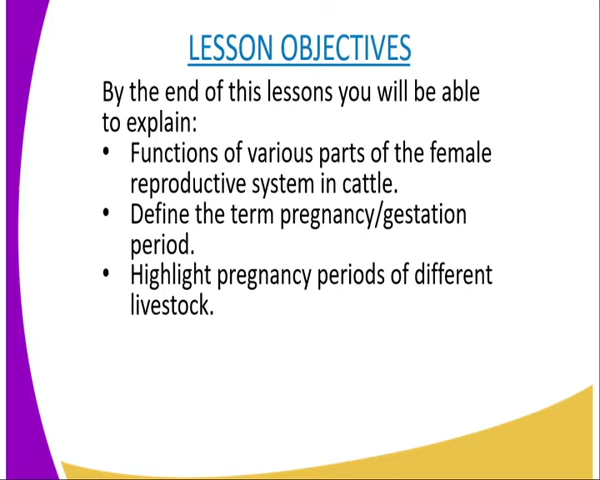 LESSON OBJECTIVES
By the end of this lessons you will be able
to explain:
• Functions of various parts of the female
reproductive system in cattle.
• Define the term pregnancy/gestation
period.
• Highlight pregnancy periods of different
livestock.